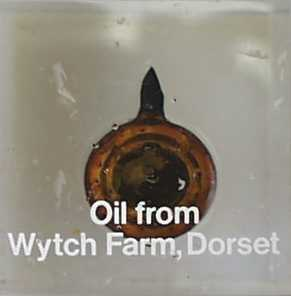 Oil from
Wytch Farm, Dorset